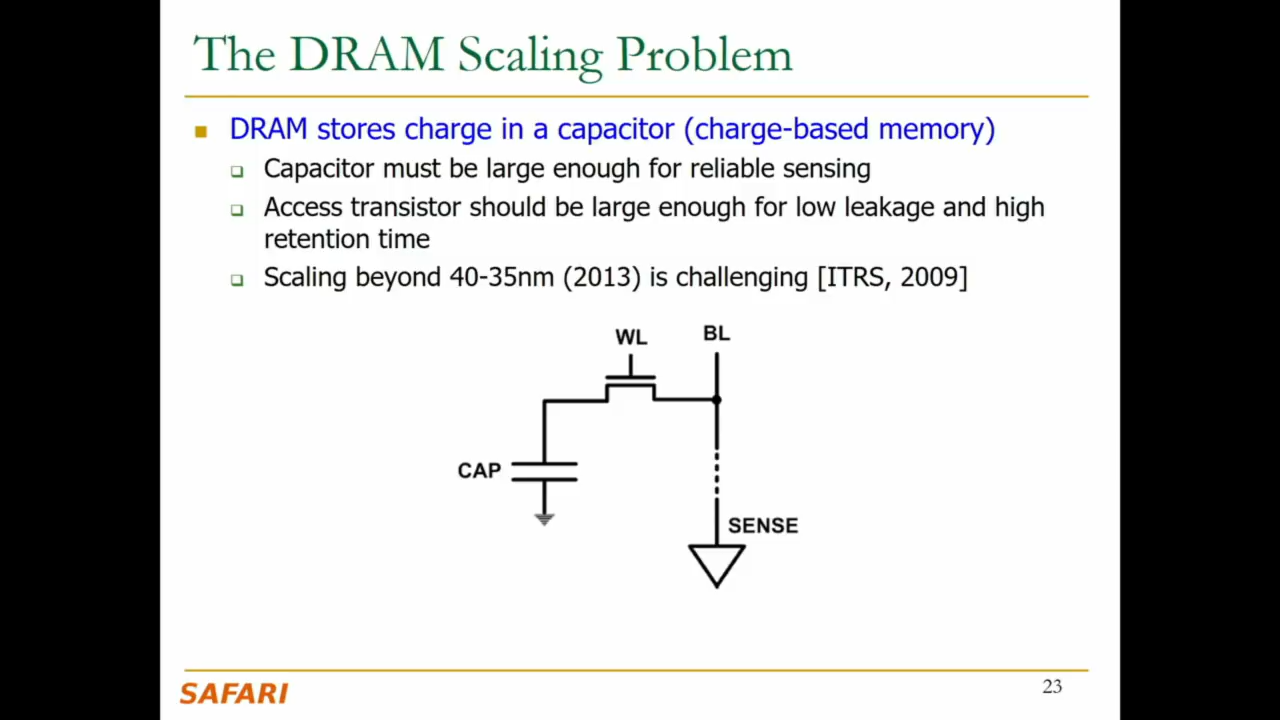 The DRAM Scaling Problem
DRAM stores charge in a capacitor (charge-based memory)
Capacitor must be large enough for reliable sensing
Access transistor should be large enough for low leakage and high
retention time
Scaling beyond 40-35nm (2013) is challenging [ITRS, 2009]
WL
BL
CAP
SENSE
SAFARI
23